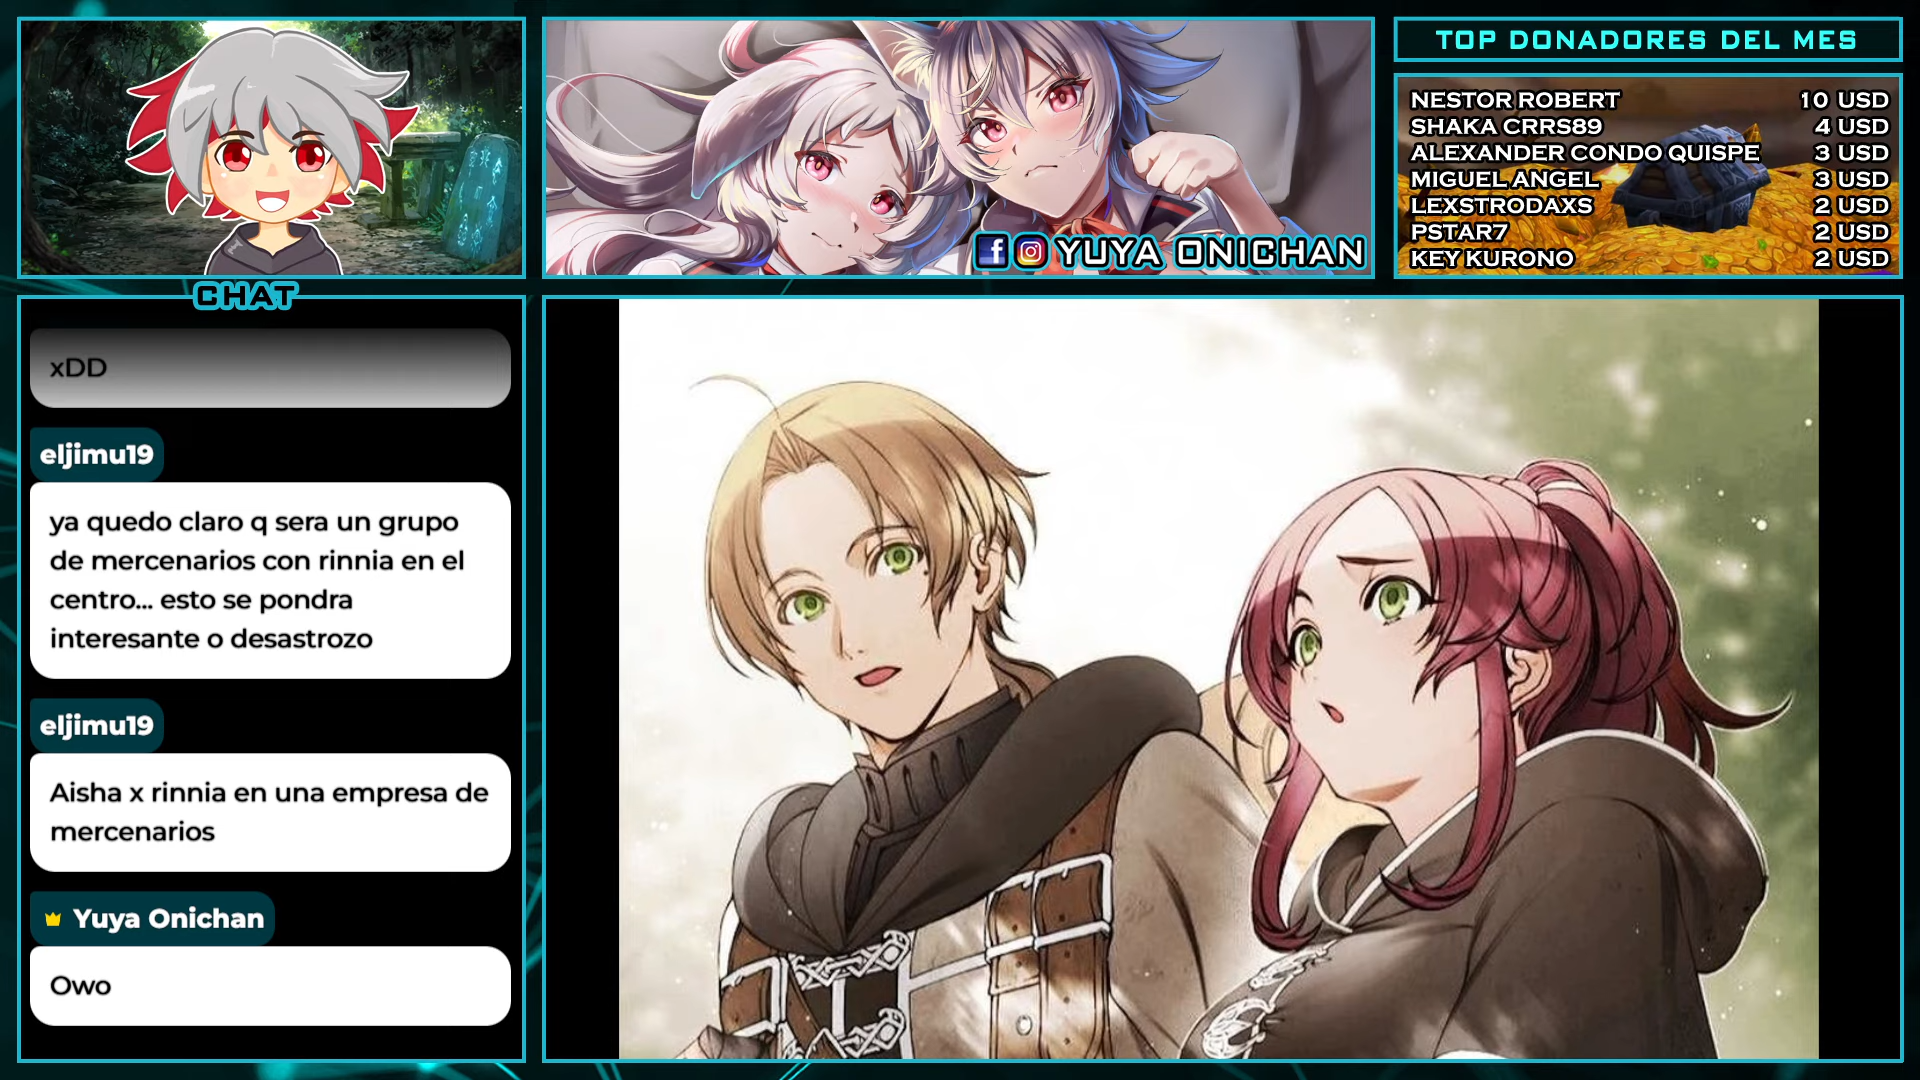 YUYA ONICHAN
TOP DONADORES DEL MES
NESTOR ROBERT 10 USD
SHAKA CRRS89 4 USD
ALEXANDER CONDO QUISPE 3 USD
MIGUEL ANGEL 3 USD
LEXSTRODAXS 2 USD
PSTAR7 2 USD
KEY KURONO 2 USD
CHAT
xDD
eljimu19
ya quedo claro q sera un grupo
de mercenarios con rinnia en el
centro... esto se pondra
interesante o desastrozo
eljimu19
Aisha x rinnia en una empresa de
mercenarios
Yuya Onichan
Owo